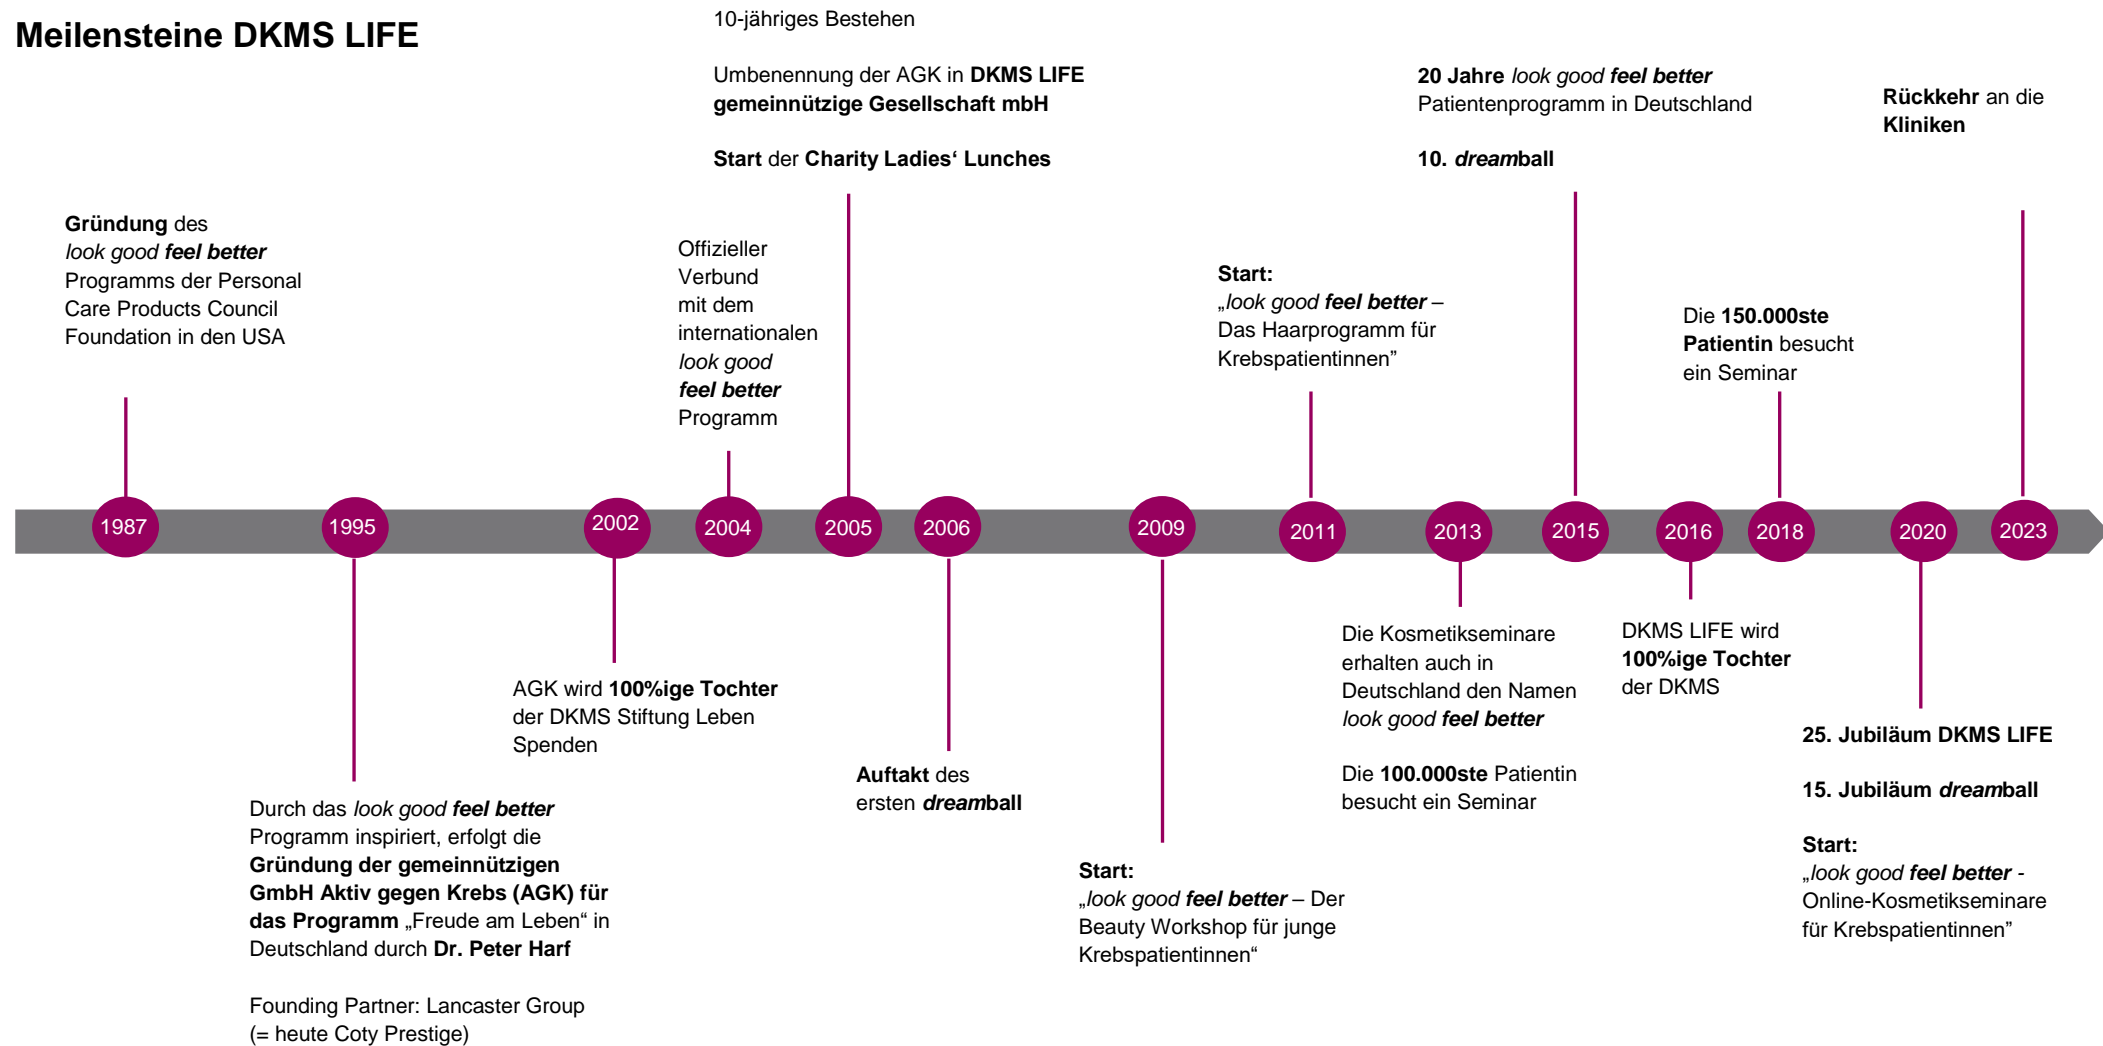 Meilensteine DKMS LIFE
Gründung des
look good feel better
Programms der Personal
Care Products Council
Foundation in den USA
1987
1995
Durch das look good feel better
Programm inspiriert, erfolgt die
Gründung der gemeinnützigen
GmbH Aktiv gegen Krebs (AGK) für
das Programm „Freude am Leben“ in
Deutschland durch Dr. Peter Harf
Founding Partner: Lancaster Group
(= heute Coty Prestige)
2002
AGK wird 100%ige Tochter
der DKMS Stiftung Leben
Spenden
Offizieller
Verbund
mit dem
internationalen
look good
feel better
Programm
2004
10-jähriges Bestehen
Umbenennung der AGK in DKMS LIFE
gemeinnützige Gesellschaft mbH
Start der Charity Ladies‘ Lunches
2005
2006
Auftakt des
ersten dreamball
2009
Start:
„look good feel better – Der
Beauty Workshop für junge
Krebspatientinnen“
Start:
„look good feel better –
Das Haarprogramm für
Krebspatientinnen”
2011
2013
Die Kosmetikseminare
erhalten auch in
Deutschland den Namen
look good feel better
Die 100.000ste Patientin
besucht ein Seminar
20 Jahre look good feel better
Patientenprogramm in Deutschland
10. dreamball
2015
2016
DKMS LIFE wird
100%ige Tochter
der DKMS
Die 150.000ste
Patientin besucht
ein Seminar
2018
2020
25. Jubiläum DKMS LIFE
15. Jubiläum dreamball
Start:
„look good feel better -
Online-Kosmetikseminare
für Krebspatientinnen”
Rückkehr an die
Kliniken
2023